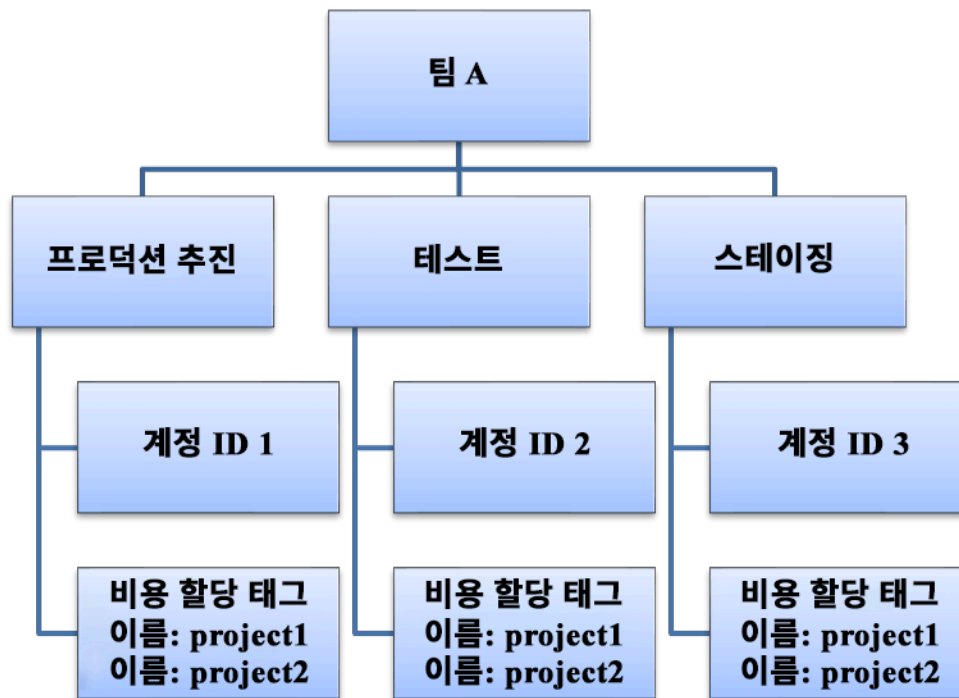 팀 A
프로덕션 추진
테스트
스테이징
계정 ID 1
계정 ID 2
계정 ID 3
비용 할당 태그
이름: project1
이름: project2
비용 할당 태그
이름: project1
이름: project2
비용 할당 태그
이름: project1
이름: project2